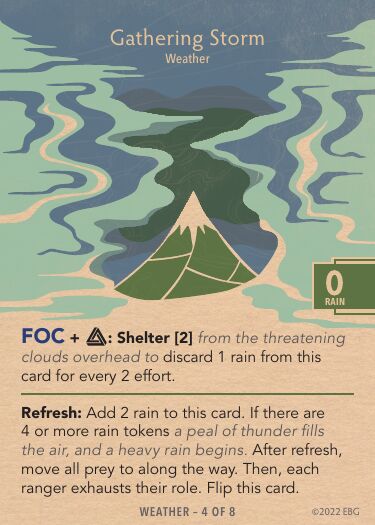 Gathering Storm
Weather
0
RAIN
FOC + : Shelter [2] from the threatening
clouds overhead to discard 1 rain from this
card for every 2 effort.
Refresh: Add 2 rain to this card. If there are
4 or more rain tokens a peal of thunder fills
the air, and a heavy rain begins. After refresh,
move all prey to along the way. Then, each
ranger exhausts their role. Flip this card.
WEATHER – 4 OF 8
©2022 EBG